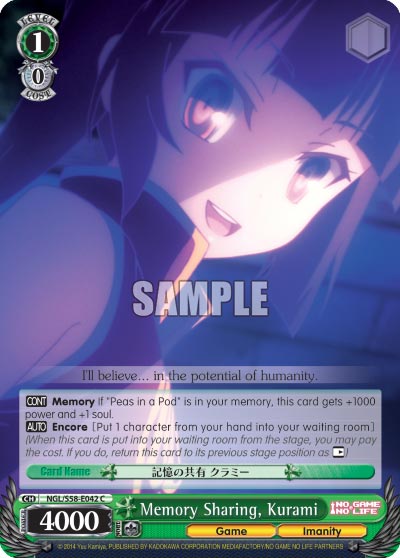 LEVEL
1
0
COST
SAMPLE
I'll believe... in the potential of humanity.
CONT Memory If "Peas in a Pod" is in your memory, this card gets +1000
power and +1 soul.
AUTO Encore [Put 1 character from your hand into your waiting room]
(When this card is put into your waiting room from the stage, you may pay
the cost. If you do, return this card to its previous stage position as
Card Name 記憶の共有 クラミー
CH NGL/S58-E042 C
4000
Memory Sharing, Kurami
NO GAME NO LIFE
Game Imanity
© 2014 Yuu Kamiya, PUBLISHED BY KADOKAWA CORPORATION MEDIAFACTORY/NO GAME NO LIFE PARTNERS